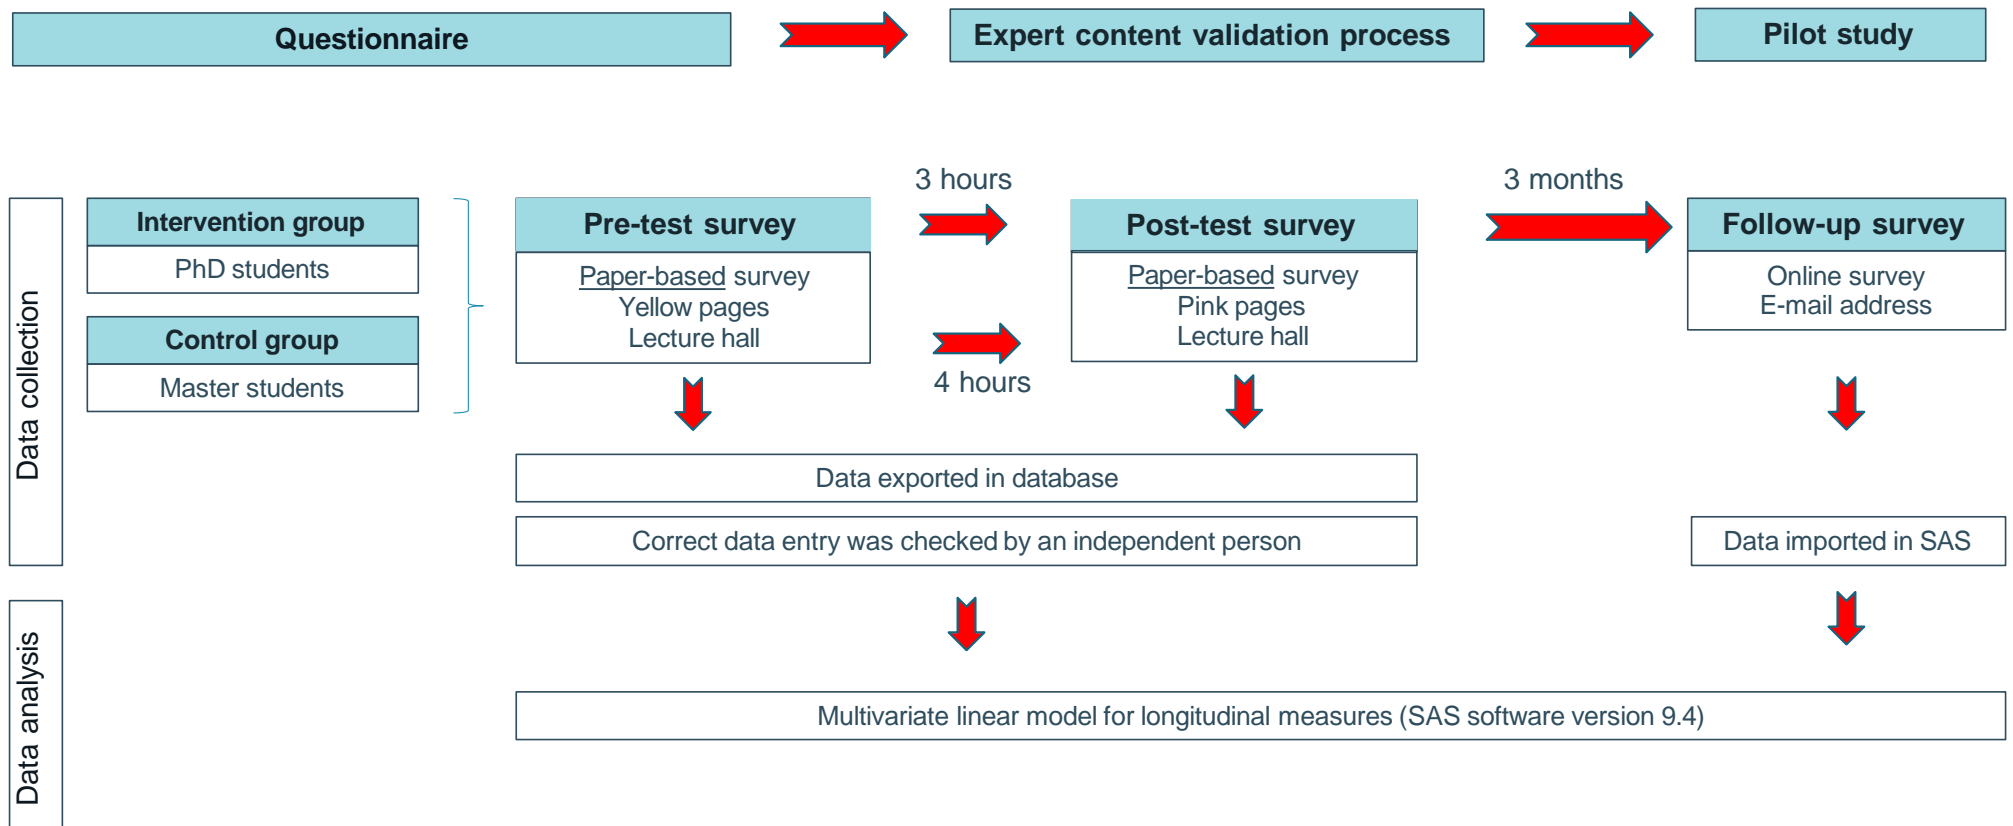 Questionnaire
Expert content validation process
Pilot study
Data collection
Intervention group
PhD students
Control group
Master students
Pre-test survey
Paper-based survey
Yellow pages
Lecture hall
3 hours
4 hours
Post-test survey
Paper-based survey
Pink pages
Lecture hall
3 months
Follow-up survey
Online survey
E-mail address
Data exported in database
Correct data entry was checked by an independent person
Data imported in SAS
Data analysis
Multivariate linear model for longitudinal measures (SAS software version 9.4)